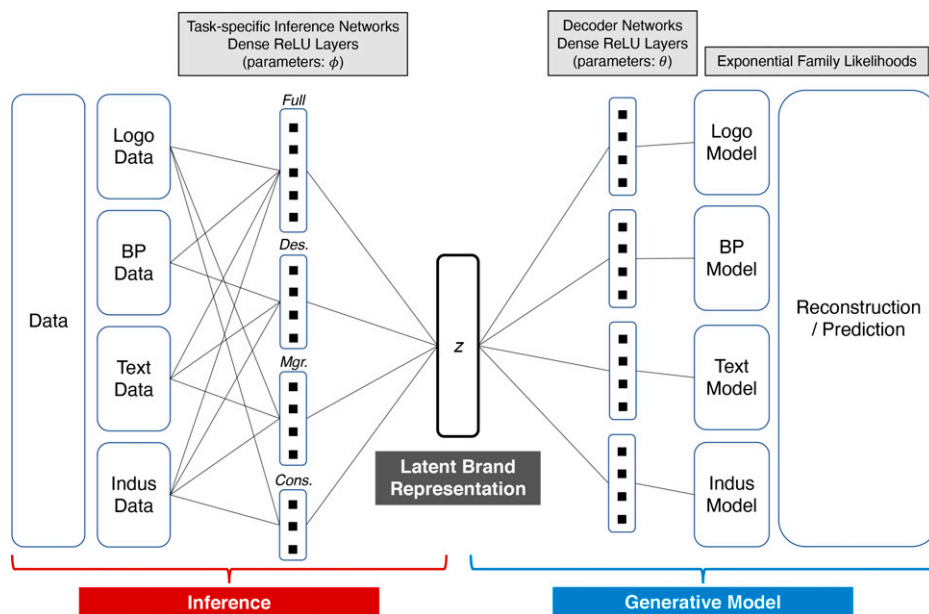 Task-specific Inference Networks
Dense ReLU Layers
(parameters: ϕ)
Decoder Networks
Dense ReLU Layers
(parameters: θ)
Exponential Family Likelihoods
Data
Logo
Data
BP
Data
Text
Data
Indus
Data
Full
Des.
Mgr.
Cons.
z
Latent Brand
Representation
Logo
Model
BP
Model
Text
Model
Indus
Model
Reconstruction
/ Prediction
Inference
Generative Model